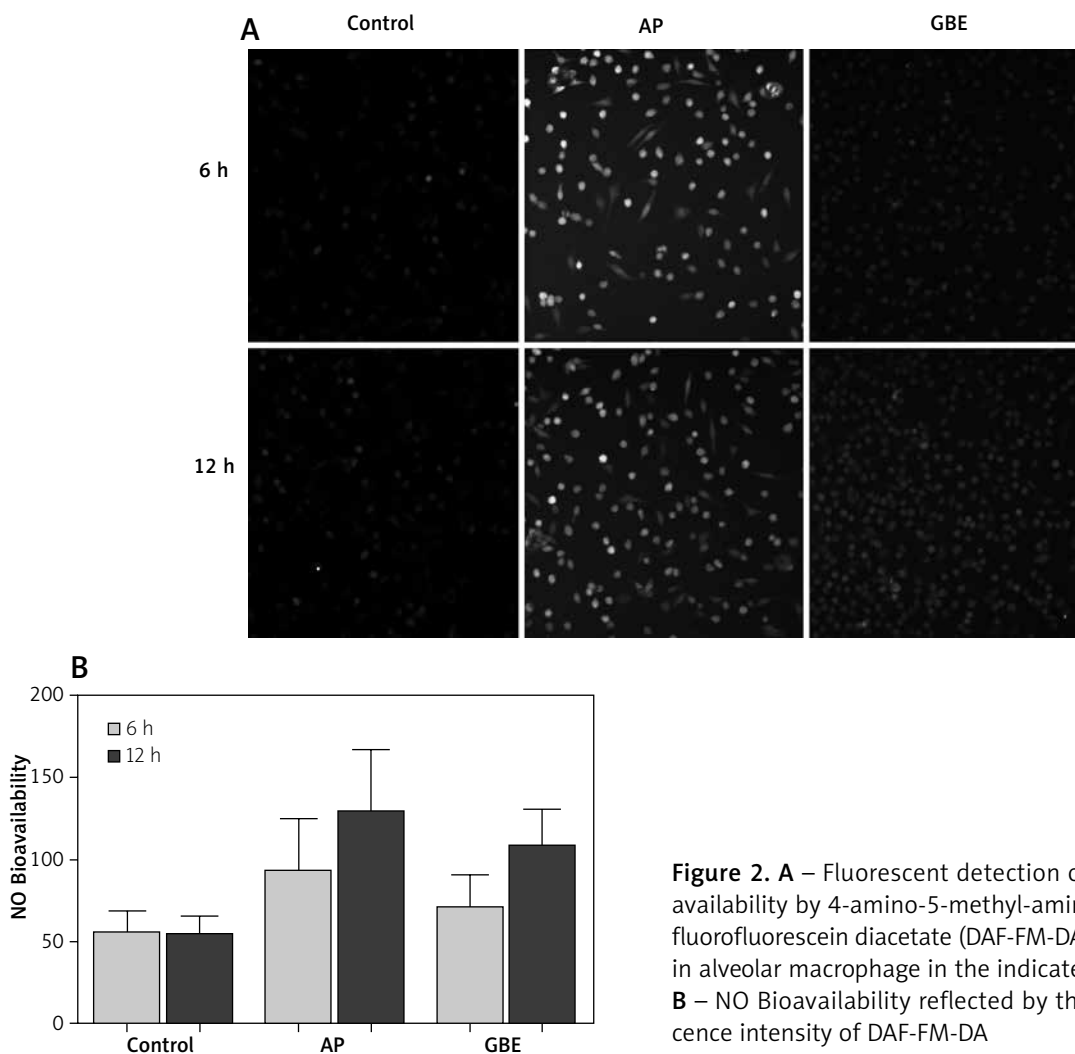 A
Control AP GBE
6 h
12 h
B
200
150
100
50
0
NO Bioavailability
6 h
12 h
Control AP GBE
Figure 2. A – Fluorescent detection
availability by 4-amino-5-methyl-amin
fluorofluorescein diacetate (DAF-FM-DA
in alveolar macrophage in the indicate
B – NO Bioavailability reflected by th
cence intensity of DAF-FM-DA